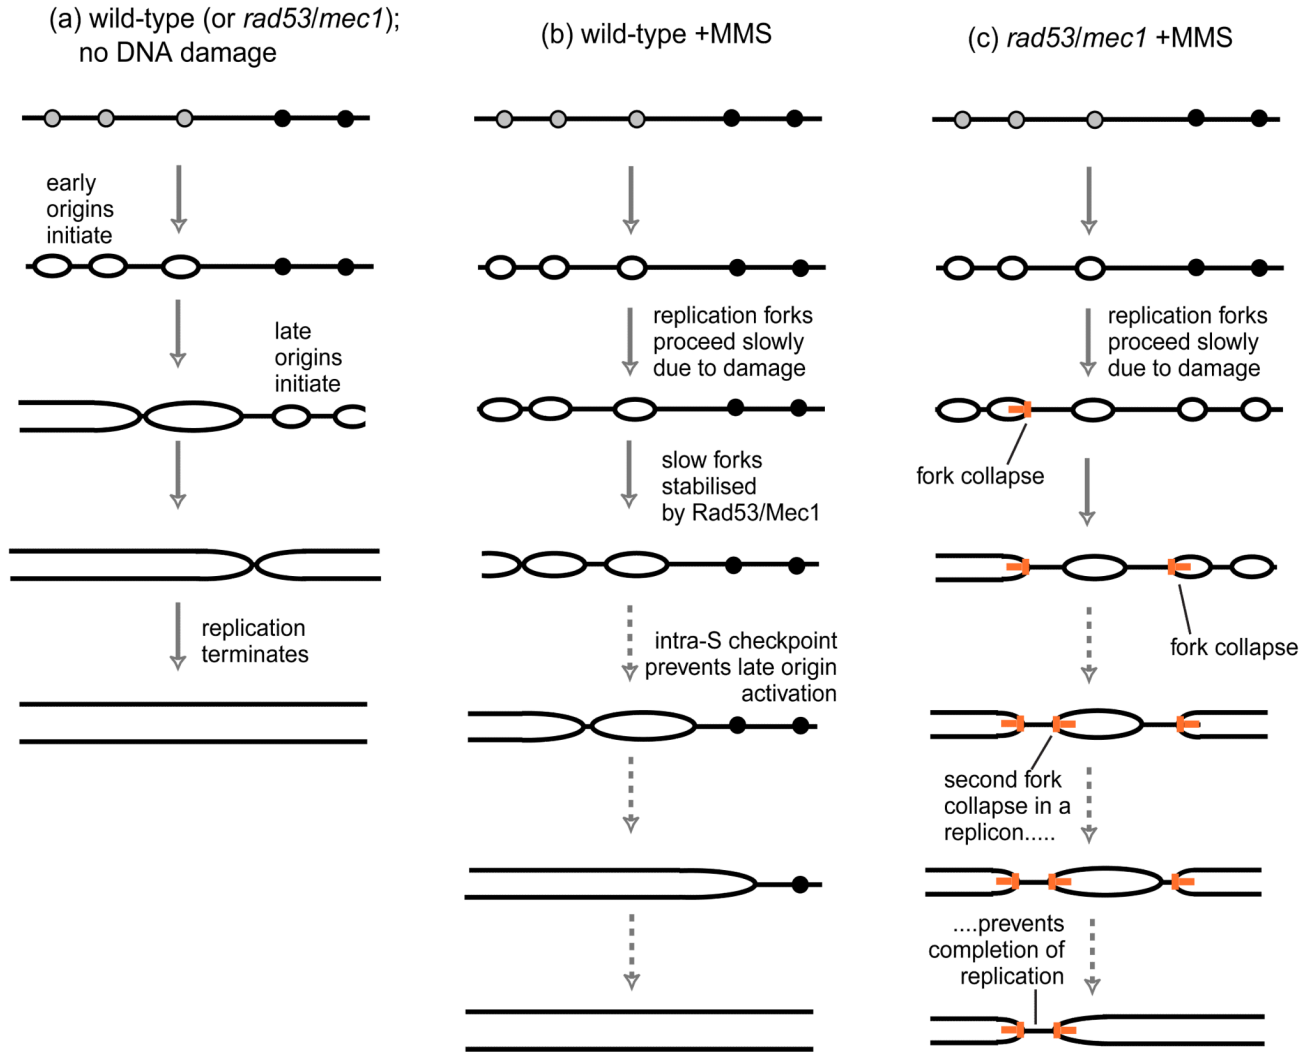 (a) wild-type (or rad53/mec1);
no DNA damage
early
origins
initiate
late
origins
initiate
replication
terminates
(b) wild-type +MMS
replication forks
proceed slowly
due to damage
slow forks
stabilised
by Rad53/Mec1
intra-S checkpoint
prevents late origin
activation
(c) rad53/mec1 +MMS
replication forks
proceed slowly
due to damage
fork collapse
fork collapse
second fork
collapse in a
replicon.....
....prevents
completion of
replication